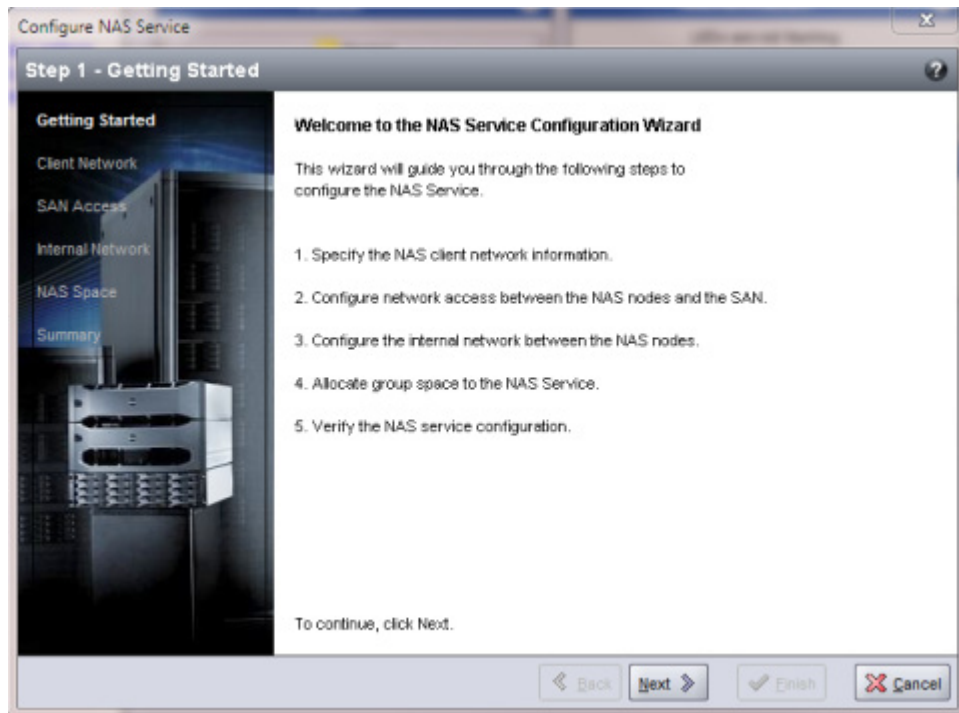 Configure NAS Service
Step 1 - Getting Started
?
Getting Started
Client Network
SAN Access
Internal Network
NAS Space
Summary
Welcome to the NAS Service Configuration Wizard
This wizard will guide you through the following steps to
configure the NAS Service.
1. Specify the NAS client network information.
2. Configure network access between the NAS nodes and the SAN.
3. Configure the internal network between the NAS nodes.
4. Allocate group space to the NAS Service.
5. Verify the NAS service configuration.
To continue, click Next.
Back
Next
Finish
Cancel